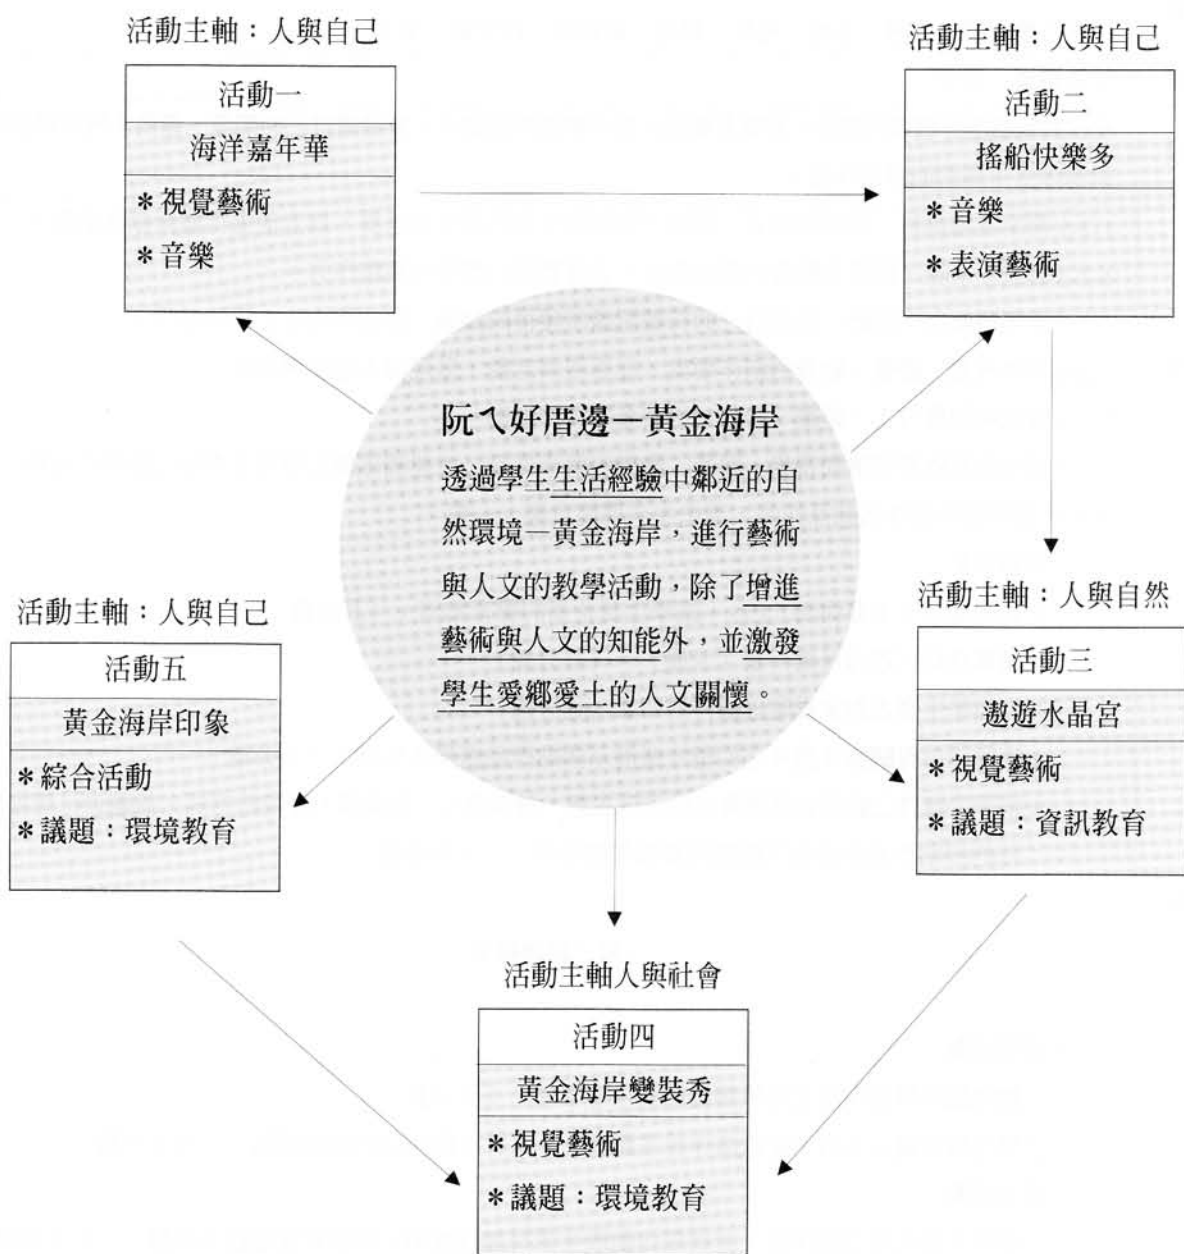 活動主軸：人與自己
活動一
海洋嘉年華
＊視覺藝術
＊音樂
活動主軸：人與自己
活動二
搖船快樂多
＊音樂
＊表演藝術
阮ㄟ好厝邊－黃金海岸
透過學生生活經驗中鄰近的自
然環境－黃金海岸，進行藝術
與人文的教學活動，除了增進
藝術與人文的知能外，並激發
學生愛鄉愛土的人文關懷。
活動主軸：人與自然
活動三
遨遊水晶宮
＊視覺藝術
＊議題：資訊教育
活動主軸：人與自己
活動五
黃金海岸印象
＊綜合活動
＊議題：環境教育
活動主軸人與社會
活動四
黃金海岸變裝秀
＊視覺藝術
＊議題：環境教育